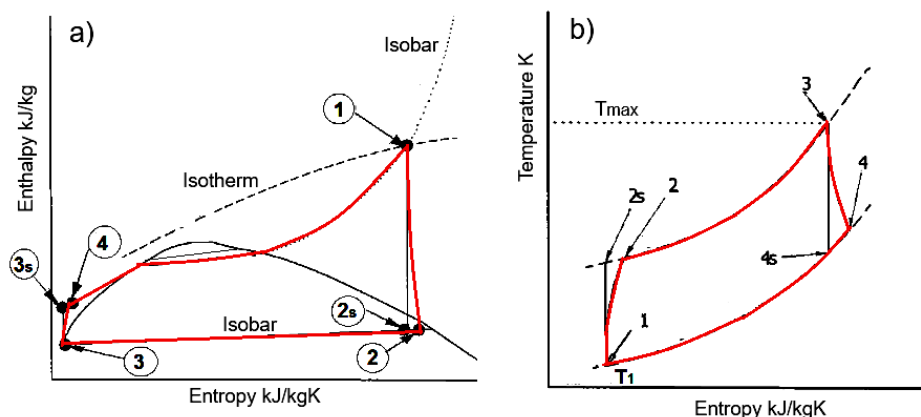 a)
Isobar
Enthalpy kJ/kg
1
Isotherm
3s
4
Isobar
2s
3
2
Entropy kJ/kgK
b)
Temperature K
3
Tmax
2s
2
4
4s
1
T1
Entropy kJ/kgK